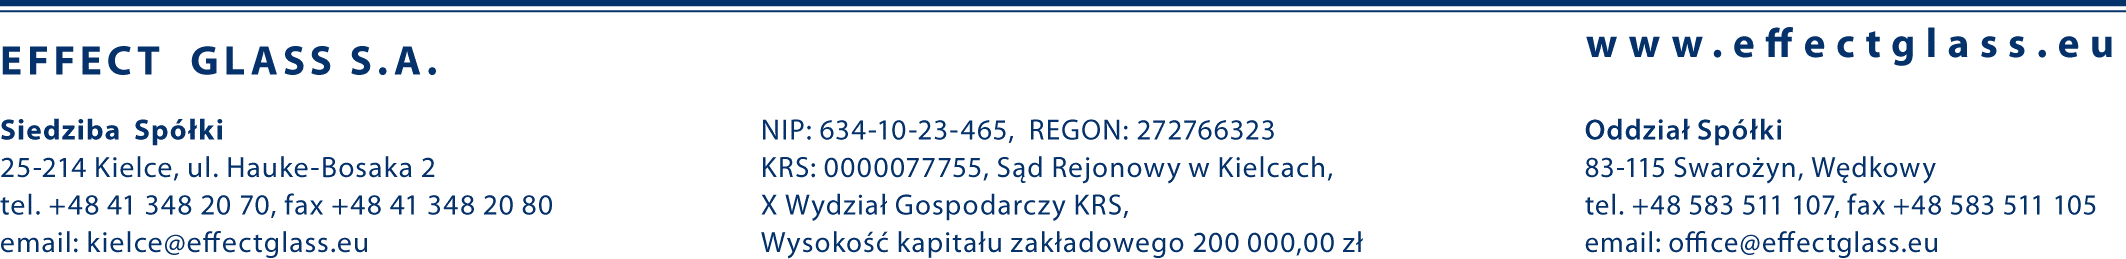 EFFECT GLASS S.A.
www.effectglass.eu
Siedziba Spółki
25-214 Kielce, ul. Hauke-Bosaka 2
tel. +48 41 348 20 70, fax +48 41 348 20 80
email: kielce@effectglass.eu
NIP: 634-10-23-465, REGON: 272766323
KRS: 0000077755, Sąd Rejonowy w Kielcach,
X Wydział Gospodarczy KRS,
Wysokość kapitału zakładowego 200 000,00 zł
Oddział Spółki
83-115 Swarożyn, Wędkowy
tel. +48 583 511 107, fax +48 583 511 105
email: office@effectglass.eu